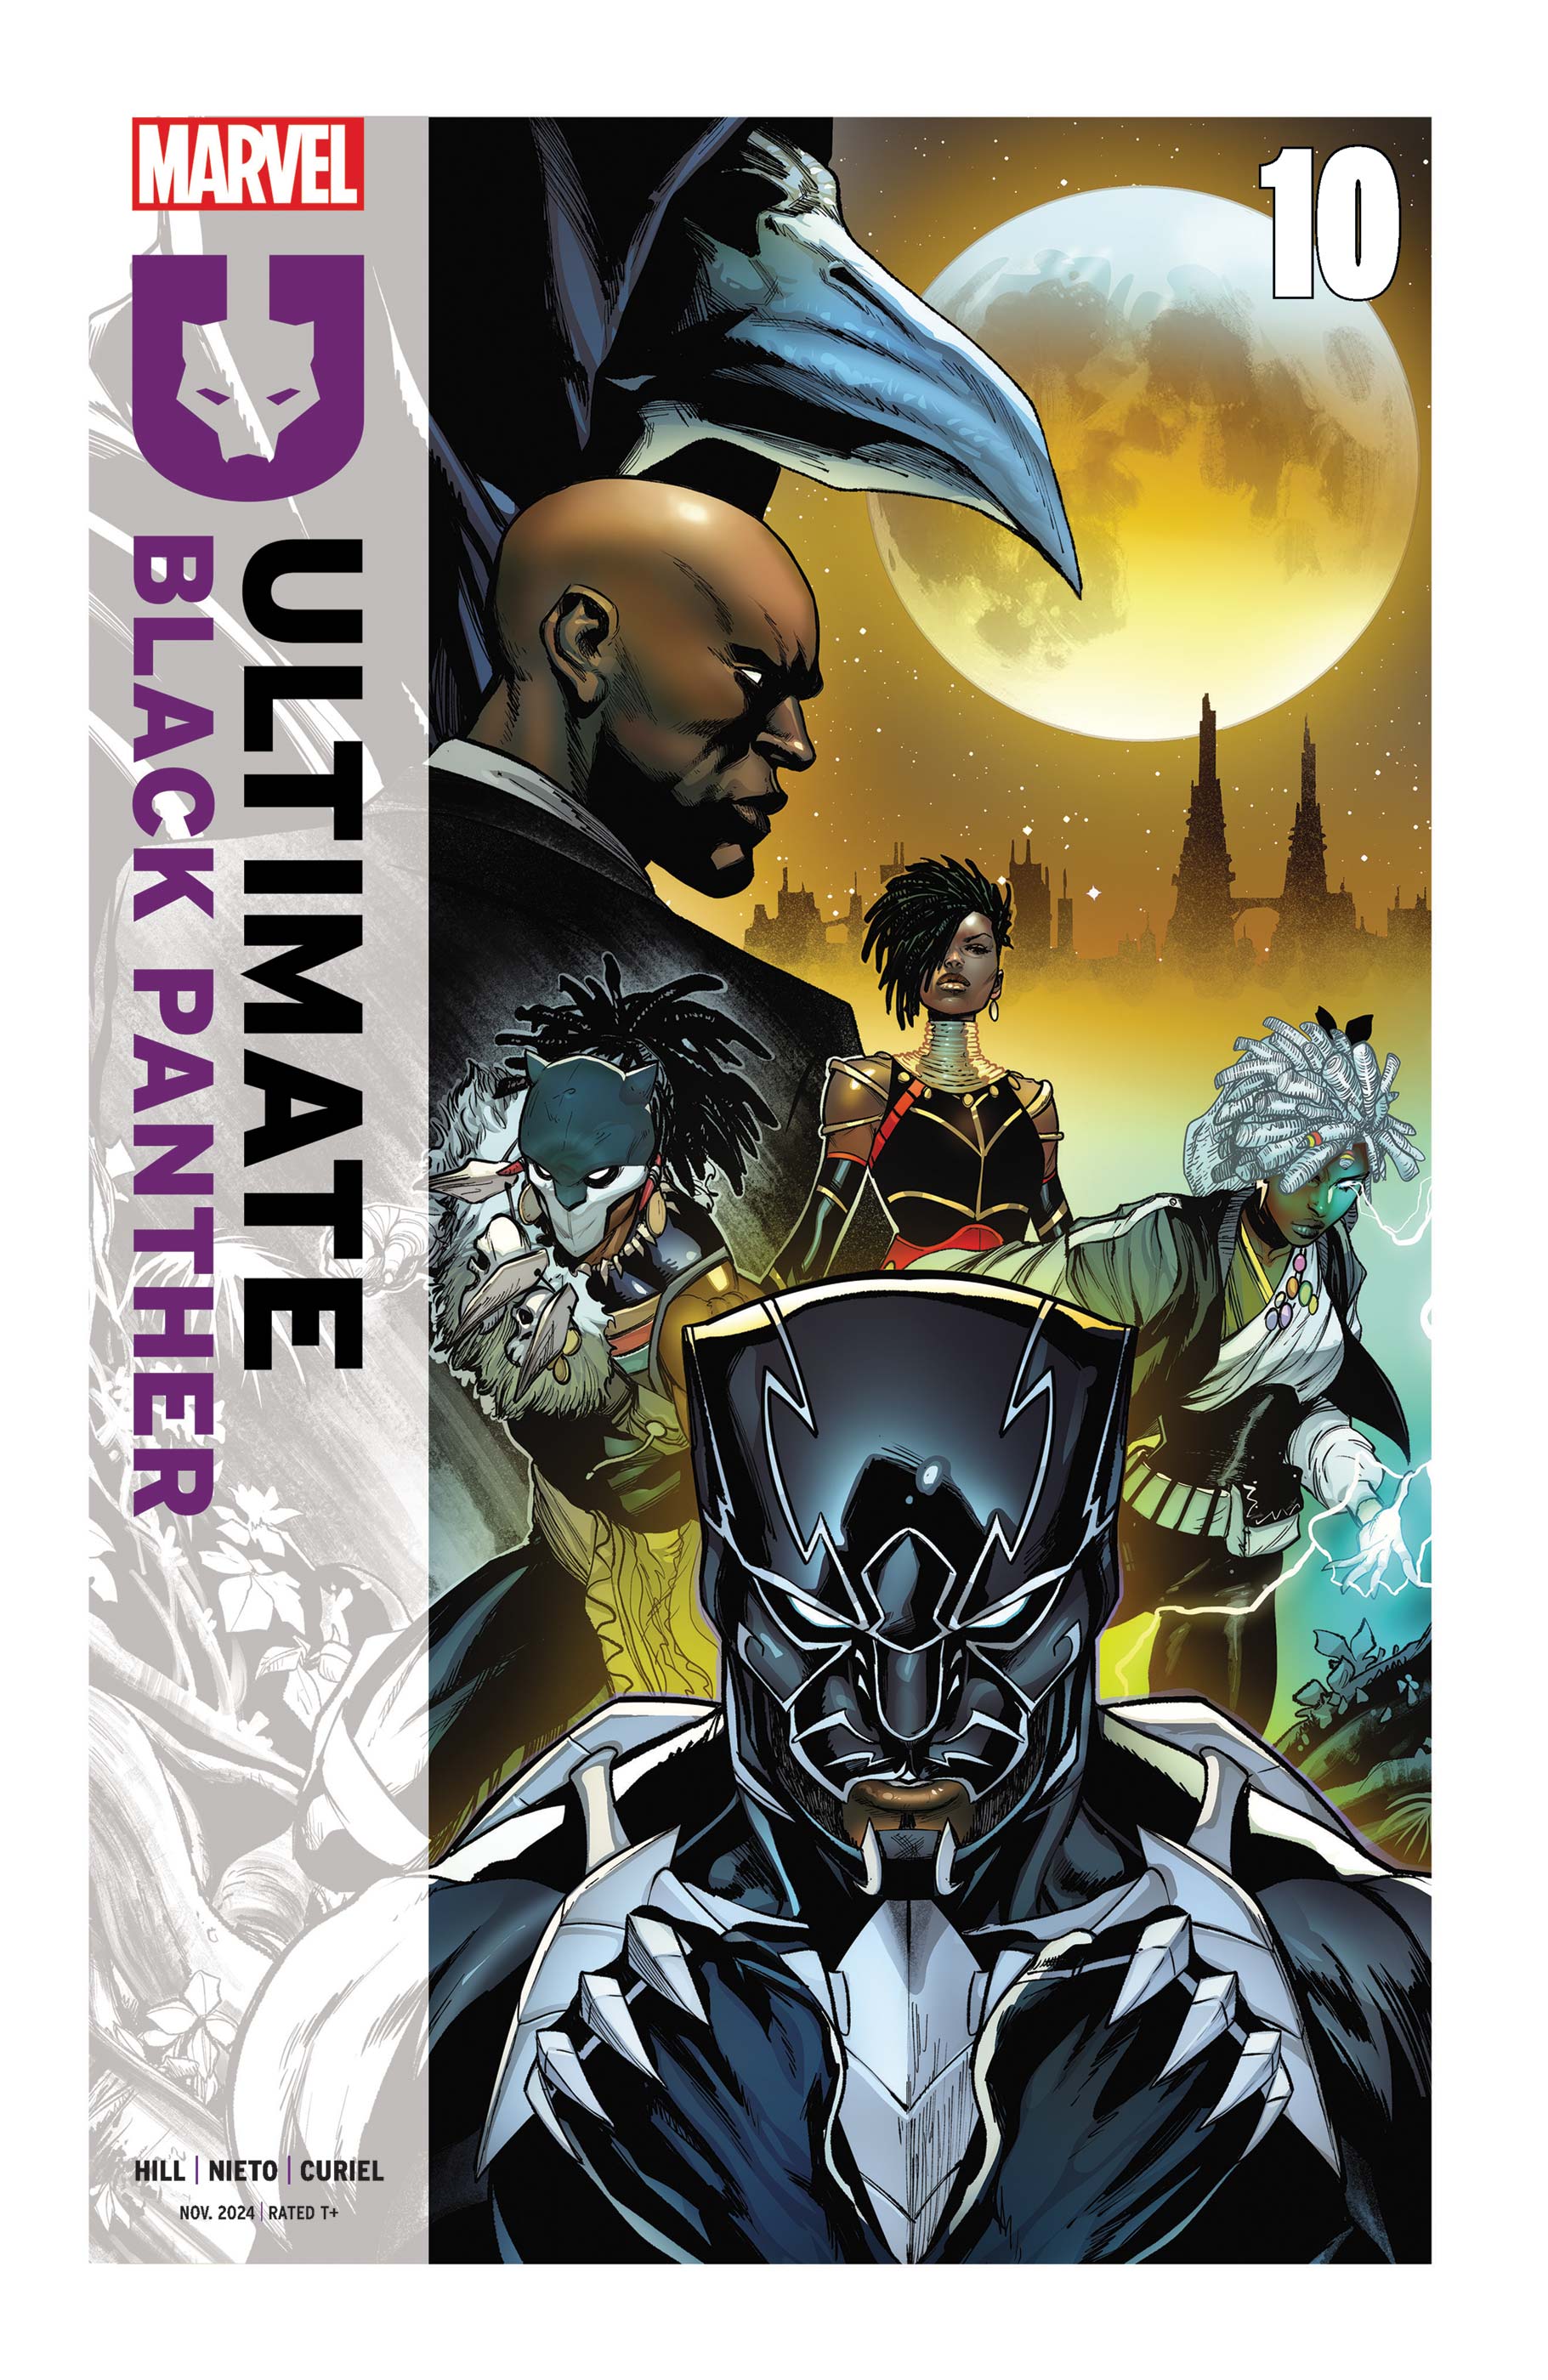 MARVEL
10
ULTIMATE
BLACK PANTHER
HILL | NIETO | CURIEL
NOV. 2024 | RATED T+